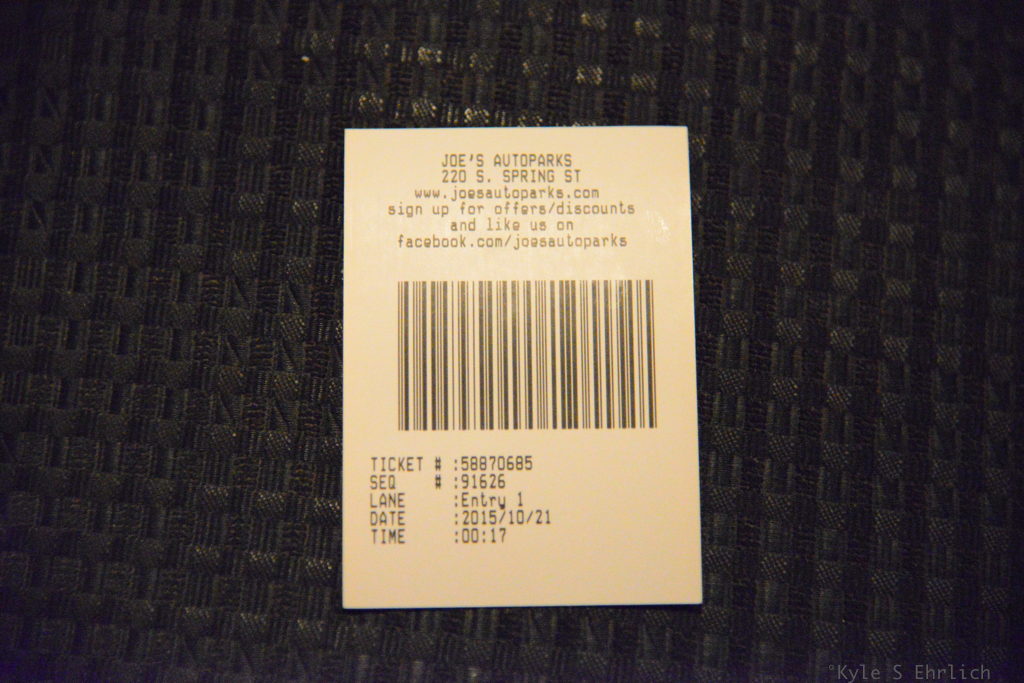 JOE'S AUTOPARKS
220 S. SPRING ST
www.joesautoparks.com
sign up for offers/discounts
and like us on
facebook.com/joesautoparks
TICKET # :58870685
SEQ # :91626
LANE :Entry 1
DATE :2015/10/21
TIME :00:17
°Kyle S Ehrlich